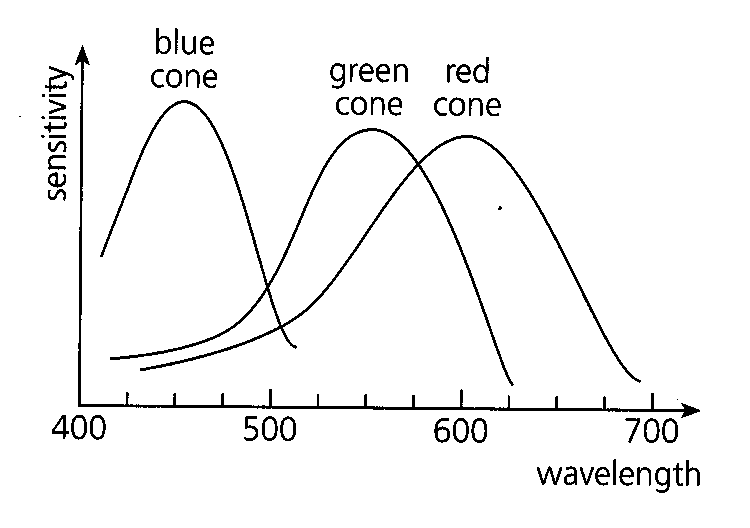 blue
cone
green
cone
red
cone
sensitivity
400 500 600 700
wavelength